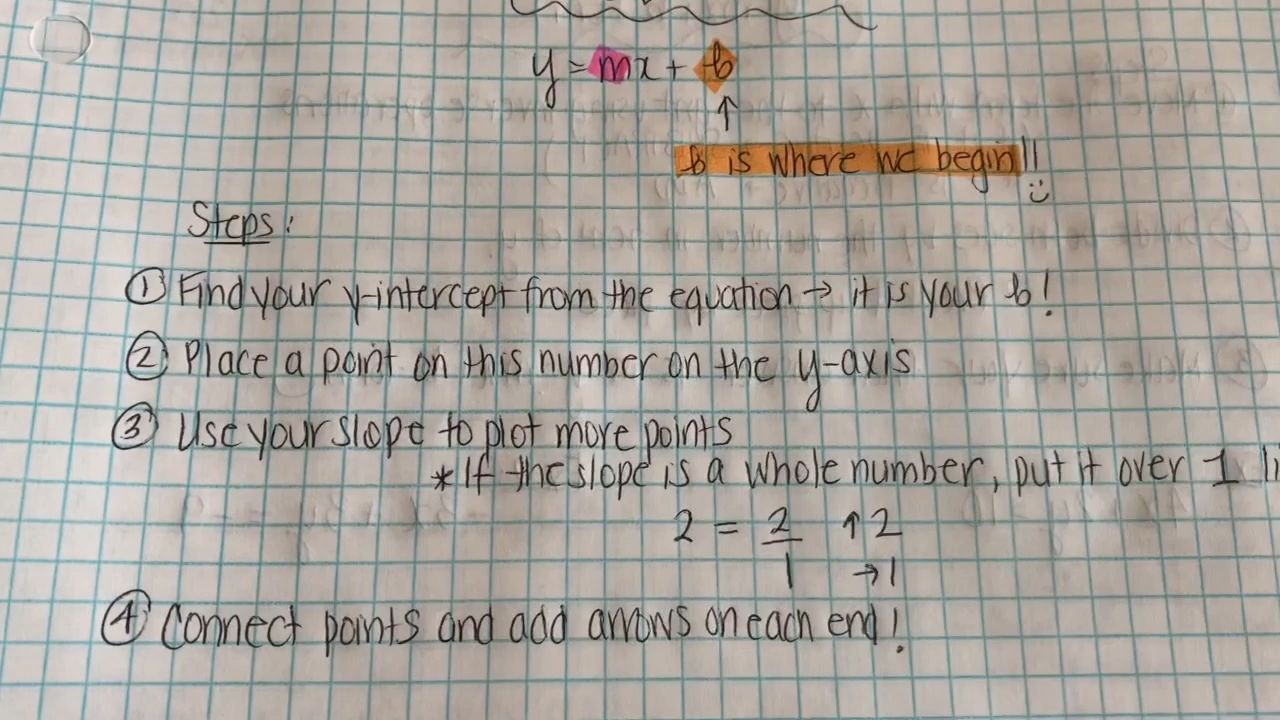 y = mx + b
↑
b is where we begin!!
Steps:
① Find your y-intercept from the equation → it is your b!
② Place a point on this number on the y-axis
③ Use your slope to plot more points
*If the slope is a whole number, put it over 1
2 = 2/1 ↑2 →1
④ Connect points and add arrows on each end!